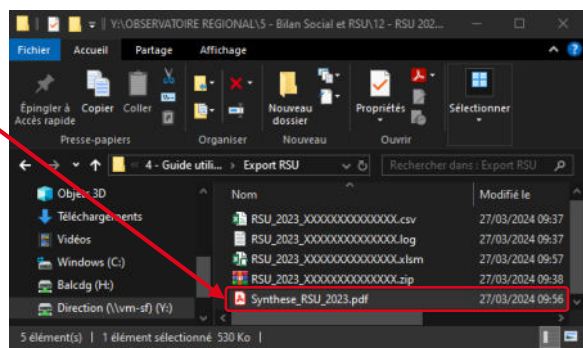 Y:\OBSERVATOIRE REGIONAL\5 - Bilan Social et RSU\12 - RSU 202...
Fichier Accueil Partage Affichage
Épingler à Accès rapide
Copier
Coller
Nouveau dossier
Propriétés
Sélectionner
Presse-papiers Organiser Nouveau Ouvrir
« 4 - Guide utili... > Export RSU
Rechercher dans : Export RSU
Objets 3D
Téléchargements
Vidéos
Windows (C:)
Balcdg (H:)
Direction (\\vm-sf) (Y:)
Nom Modifié le
RSU_2023_XXXXXXXXXXXXXX.csv 27/03/2024 09:37
RSU_2023_XXXXXXXXXXXXXX.log 27/03/2024 09:37
RSU_2023_XXXXXXXXXXXXXX.xlsm 27/03/2024 09:57
RSU_2023_XXXXXXXXXXXXXX.zip 27/03/2024 09:38
Synthese_RSU_2023.pdf 27/03/2024 09:56
5 élément(s) | 1 élément sélectionné 530 Ko |